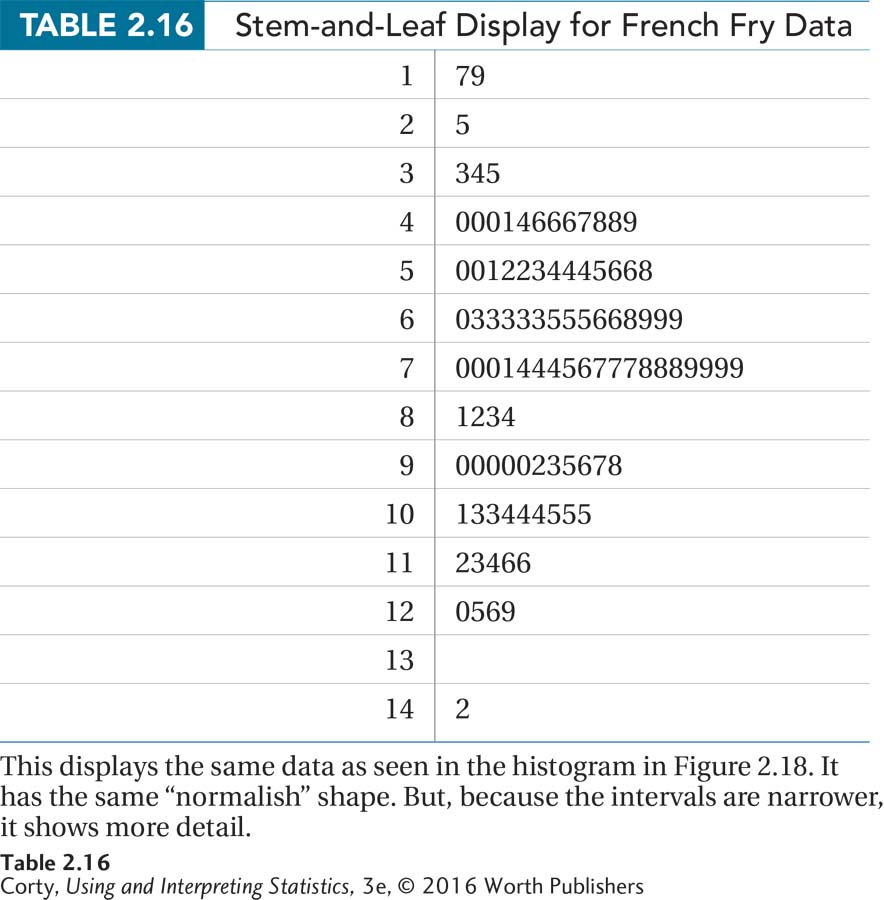 TABLE 2.16 Stem-and-Leaf Display for French Fry Data
1 79
2 5
3 345
4 000146667889
5 0012234445668
6 033333555668999
7 0001444567778889999
8 1234
9 00000235678
10 133444555
11 23466
12 0569
13
14 2
This displays the same data as seen in the histogram in Figure 2.18. It
has the same “normalish” shape. But, because the intervals are narrower,
it shows more detail.
Table 2.16
Corty, Using and Interpreting Statistics, 3e, © 2016 Worth Publishers